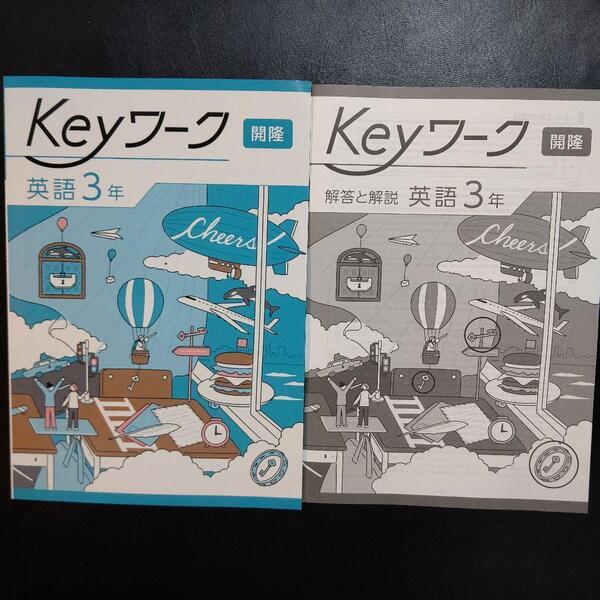 Keyワーク
開隆
英語3年
Cheers
Keyワーク
開隆
解答と解説 英語3年
Cheers